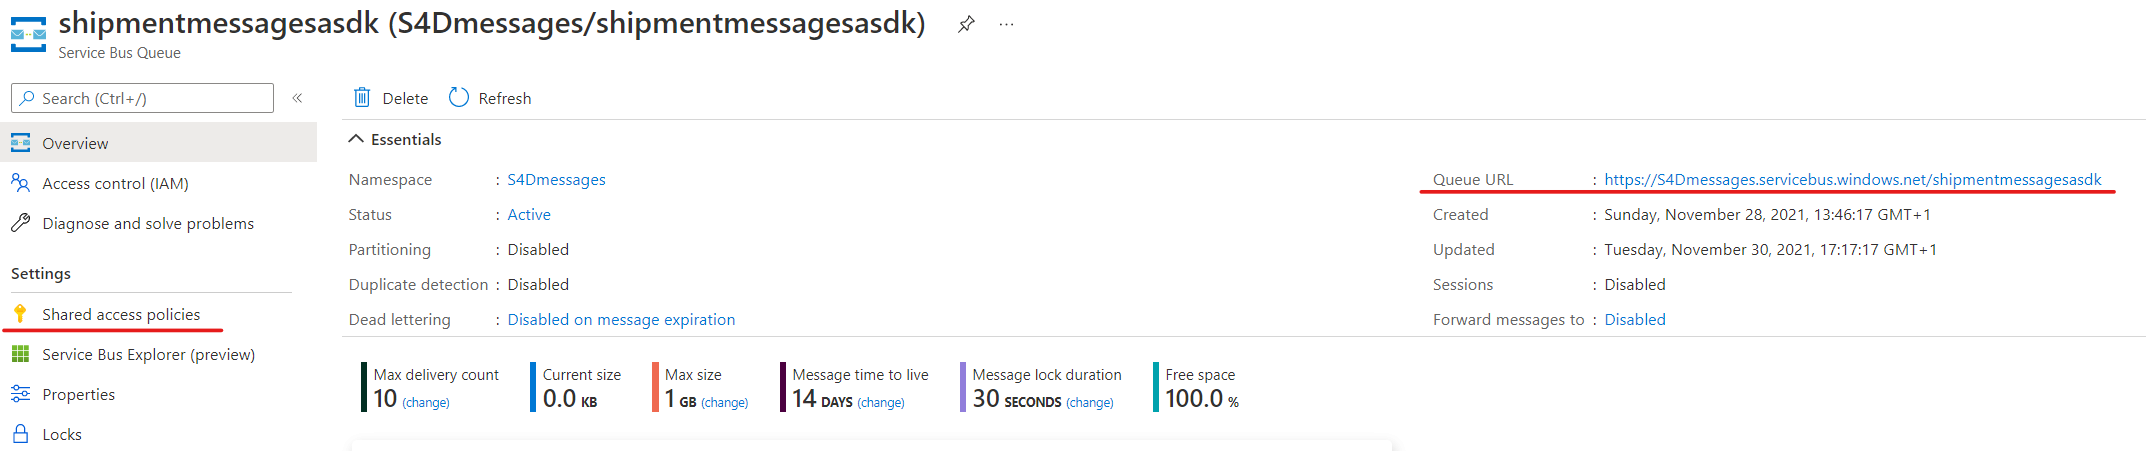 shipmentmessagesasdk (S4Dmessages/shipmentmessagesasdk) ...
Service Bus Queue
Search (Ctrl+/) «
Overview
Access control (IAM)
Diagnose and solve problems
Settings
Shared access policies
Service Bus Explorer (preview)
Properties
Locks
Delete Refresh
Essentials
Namespace : S4Dmessages
Status : Active
Partitioning : Disabled
Duplicate detection : Disabled
Dead lettering : Disabled on message expiration
Queue URL : https://S4Dmessages.servicebus.windows.net/shipmentmessagesasdk
Created : Sunday, November 28, 2021, 13:46:17 GMT+1
Updated : Tuesday, November 30, 2021, 17:17:17 GMT+1
Sessions : Disabled
Forward messages to : Disabled
Max delivery count
10 (change)
Current size
0.0 KB
Max size
1 GB (change)
Message time to live
14 DAYS (change)
Message lock duration
30 SECONDS (change)
Free space
100.0 %